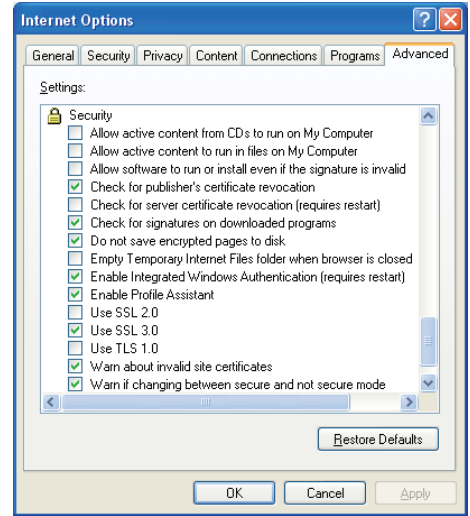 Internet Options
General Security Privacy Content Connections Programs Advanced
Settings:
Security
Allow active content from CDs to run on My Computer
Allow active content to run in files on My Computer
Allow software to run or install even if the signature is invalid
Check for publisher's certificate revocation
Check for server certificate revocation (requires restart)
Check for signatures on downloaded programs
Do not save encrypted pages to disk
Empty Temporary Internet Files folder when browser is closed
Enable Integrated Windows Authentication (requires restart)
Enable Profile Assistant
Use SSL 2.0
Use SSL 3.0
Use TLS 1.0
Warn about invalid site certificates
Warn if changing between secure and not secure mode
Restore Defaults
OK Cancel Apply